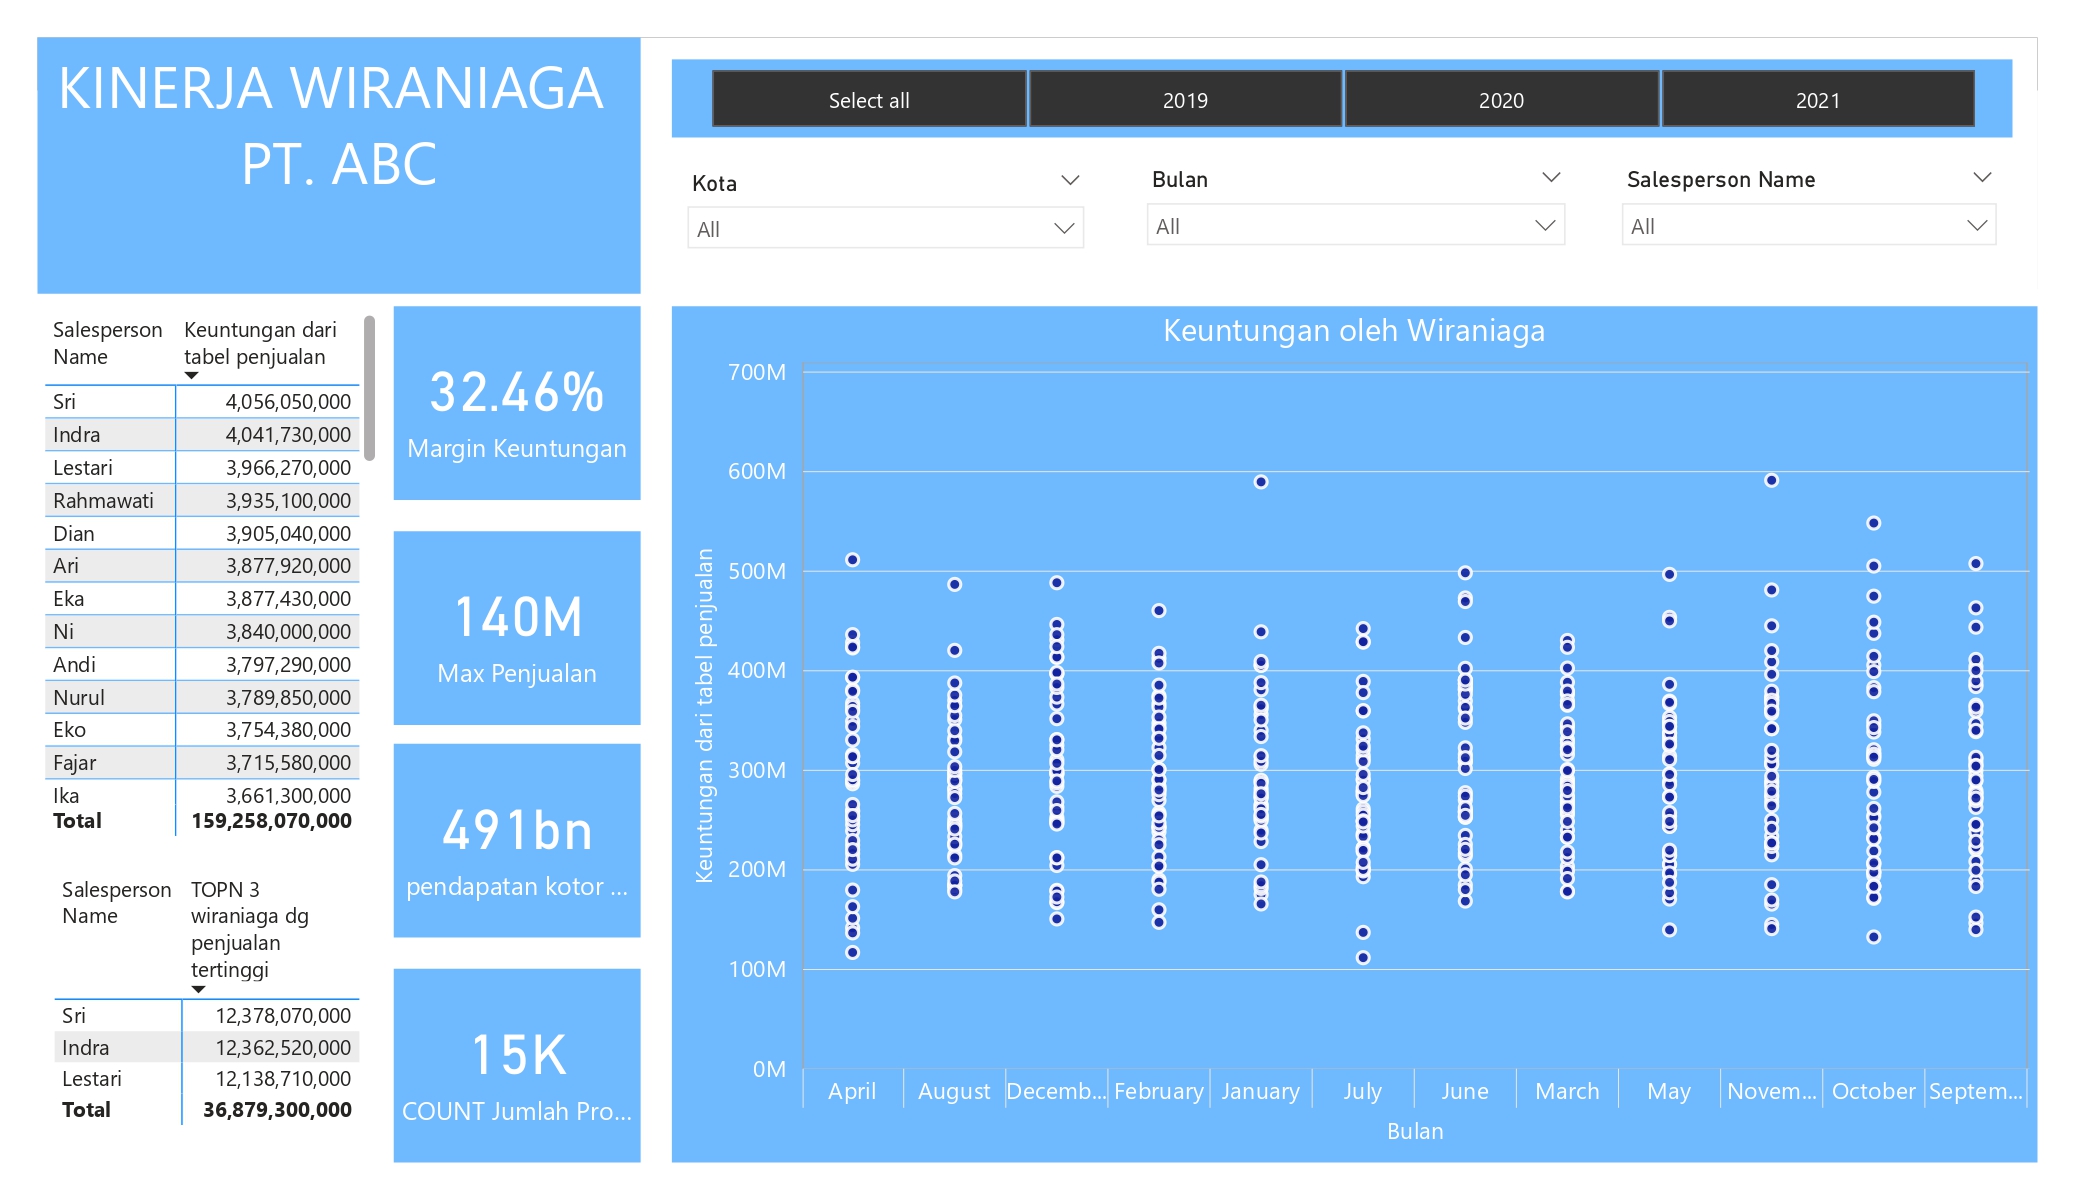 KINERJA WIRANIAGA
PT. ABC
Select all
2019
2020
2021
Kota
All
Bulan
All
Salesperson Name
All
Salesperson Name
Keuntungan dari tabel penjualan
Sri 4,056,050,000
Indra 4,041,730,000
Lestari 3,966,270,000
Rahmawati 3,935,100,000
Dian 3,905,040,000
Ari 3,877,920,000
Eka 3,877,430,000
Ni 3,840,000,000
Andi 3,797,290,000
Nurul 3,789,850,000
Eko 3,754,380,000
Fajar 3,715,580,000
Ika 3,661,300,000
Total 159,258,070,000
Salesperson Name
TOPN 3 wiraniaga dg penjualan tertinggi
Sri 12,378,070,000
Indra 12,362,520,000
Lestari 12,138,710,000
Total 36,879,300,000
32.46%
Margin Keuntungan
140M
Max Penjualan
491bn
pendapatan kotor ...
15K
COUNT Jumlah Pro...
Keuntungan oleh Wiraniaga
Keuntungan dari tabel penjualan
700M
600M
500M
400M
300M
200M
100M
0M
April August Decemb... February January July June March May Novem... October Septem...
Bulan